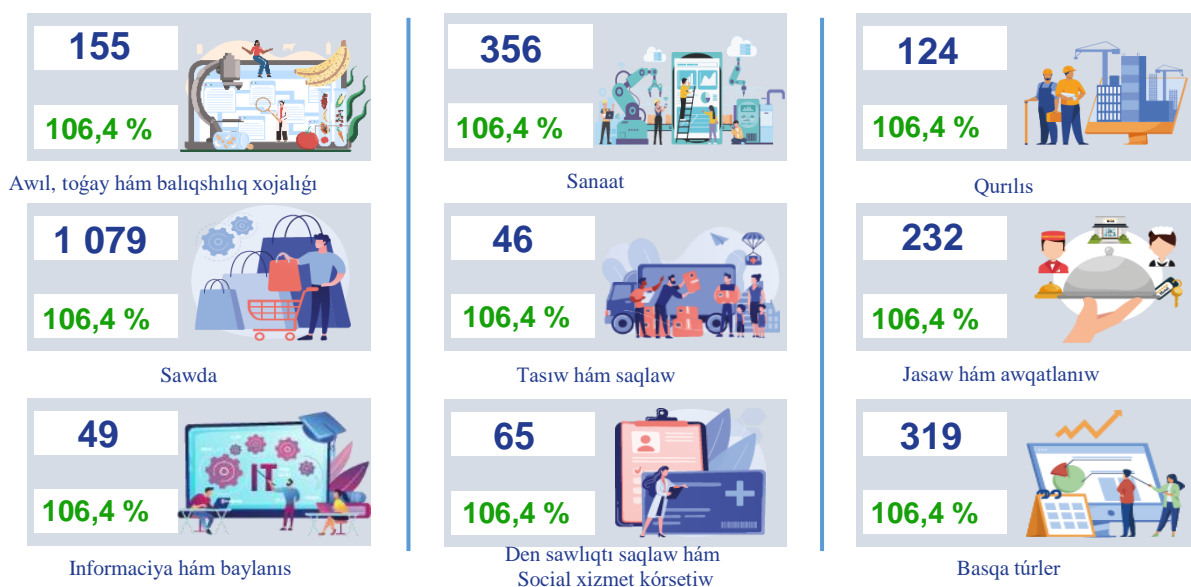 155
106,4 %
Awıl, toǵay hám balıqshılıq xojalıǵı
356
106,4 %
Sanaat
124
106,4 %
Qurılıs
1 079
106,4 %
Sawda
46
106,4 %
Tasıw hám saqlaw
232
106,4 %
Jasaw hám awqatlanıw
49
106,4 %
IT
Informaciya hám baylanıs
65
106,4 %
Den sawlıqtı saqlaw hám
Social xizmet kórsetiw
319
106,4 %
Basqa túrler